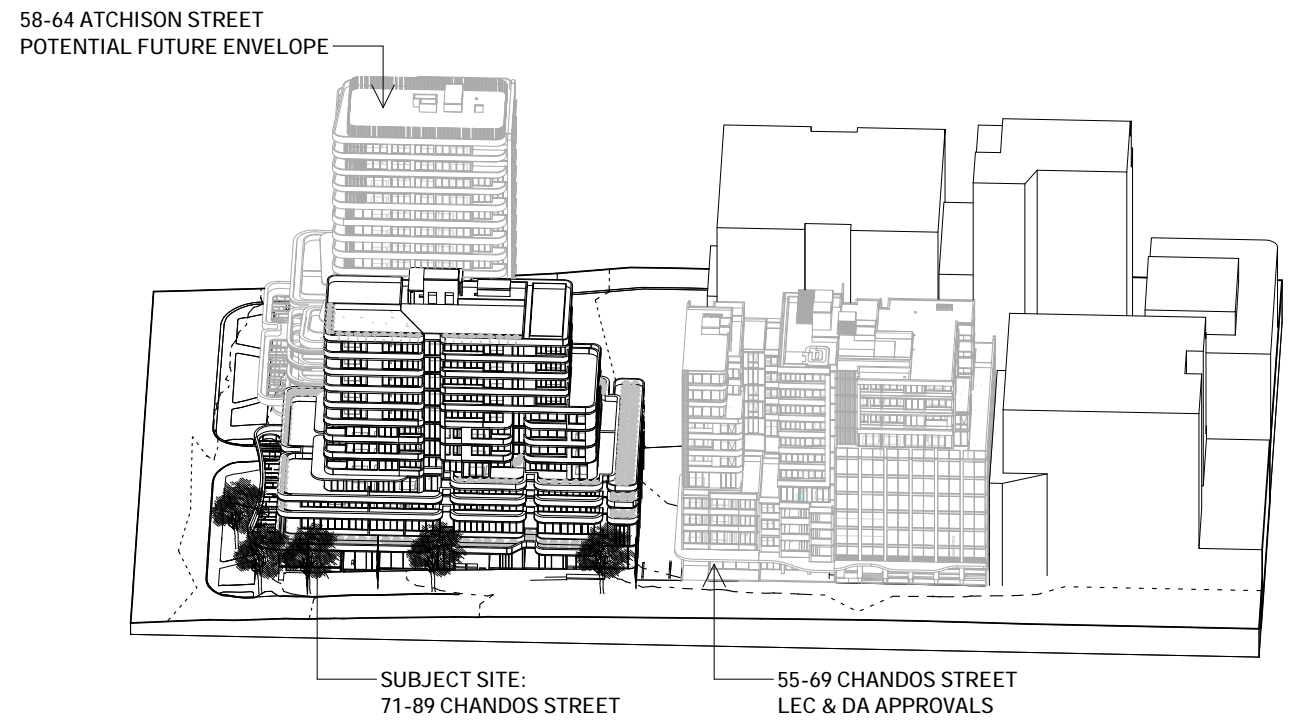 58-64 ATCHISON STREET
POTENTIAL FUTURE ENVELOPE
SUBJECT SITE:
71-89 CHANDOS STREET
55-69 CHANDOS STREET
LEC & DA APPROVALS